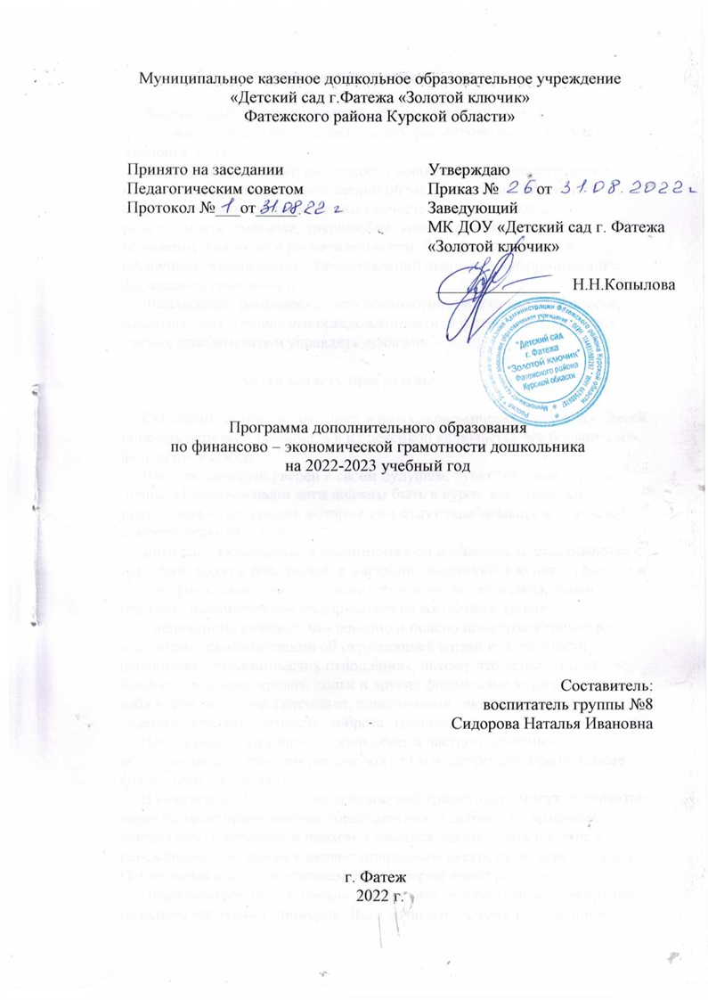 Муниципальное казенное дошкольное образовательное учреждение
«Детский сад г.Фатежа «Золотой ключик»
Фатежского района Курской области»
Принято на заседании
Педагогическим советом
Протокол № 1 от 31.08.22 г
Утверждаю
Приказ № 26 от 31.08.2022 г
Заведующий
МК ДОУ «Детский сад г. Фатежа
«Золотой ключик»
Н.Н.Копылова
"Детский сад
г. Фатежа
"Золотой ключик"
Фатежского района
Курской области
Программа дополнительного образования
по финансово – экономической грамотности дошкольника
на 2022-2023 учебный год
Составитель:
воспитатель группы №8
Сидорова Наталья Ивановна
г. Фатеж
2022 г.